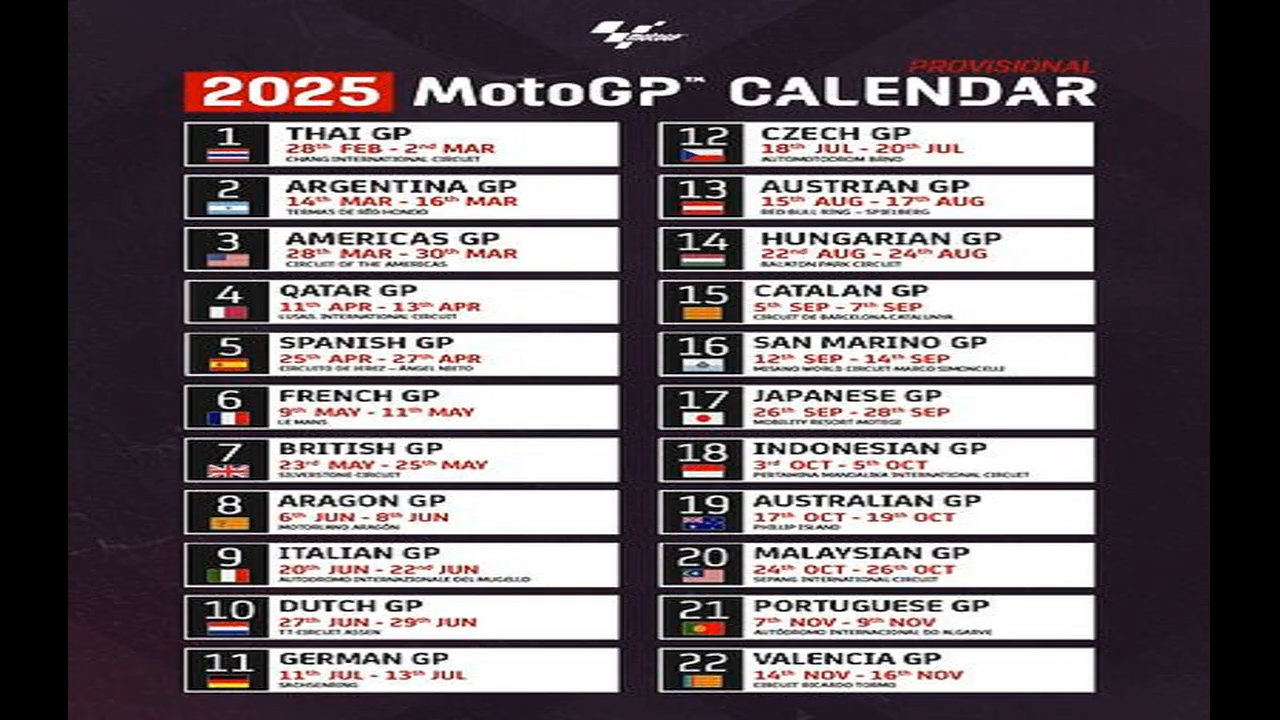 MotoGP
PROVISIONAL
2025 MotoGP™ CALENDAR
1
THAI GP
28th FEB - 2nd MAR
CHANG INTERNATIONAL CIRCUIT
2
ARGENTINA GP
14th MAR - 16th MAR
TERMAS DE RÍO HONDO
3
AMERICAS GP
28th MAR - 30th MAR
CIRCUIT OF THE AMERICAS
4
QATAR GP
11th APR - 13th APR
LUSAIL INTERNATIONAL CIRCUIT
5
SPANISH GP
25th APR - 27th APR
CIRCUITO DE JEREZ - ÁNGEL NIETO
6
FRENCH GP
9th MAY - 11th MAY
LE MANS
7
BRITISH GP
23rd MAY - 25th MAY
SILVERSTONE CIRCUIT
8
ARAGON GP
6th JUN - 8th JUN
MOTORLAND ARAGÓN
9
ITALIAN GP
20th JUN - 22nd JUN
AUTODROMO INTERNAZIONALE DEL MUGELLO
10
DUTCH GP
27th JUN - 29th JUN
TT CIRCUIT ASSEN
11
GERMAN GP
11th JUL - 13th JUL
SACHSENRING
12
CZECH GP
18th JUL - 20th JUL
AUTOMOTODROM BRNO
13
AUSTRIAN GP
15th AUG - 17th AUG
RED BULL RING - SPIELBERG
14
HUNGARIAN GP
22nd AUG - 24th AUG
BALATON PARK CIRCUIT
15
CATALAN GP
5th SEP - 7th SEP
CIRCUIT DE BARCELONA-CATALUNYA
16
SAN MARINO GP
12th SEP - 14th SEP
MISANO WORLD CIRCUIT MARCO SIMONCELLI
17
JAPANESE GP
26th SEP - 28th SEP
MOBILITY RESORT MOTEGI
18
INDONESIAN GP
3rd OCT - 5th OCT
PERTAMINA MANDALIKA INTERNATIONAL CIRCUIT
19
AUSTRALIAN GP
17th OCT - 19th OCT
PHILLIP ISLAND
20
MALAYSIAN GP
24th OCT - 26th OCT
SEPANG INTERNATIONAL CIRCUIT
21
PORTUGUESE GP
7th NOV - 9th NOV
AUTÓDROMO INTERNACIONAL DO ALGARVE
22
VALENCIA GP
14th NOV - 16th NOV
CIRCUIT RICARDO TORMO